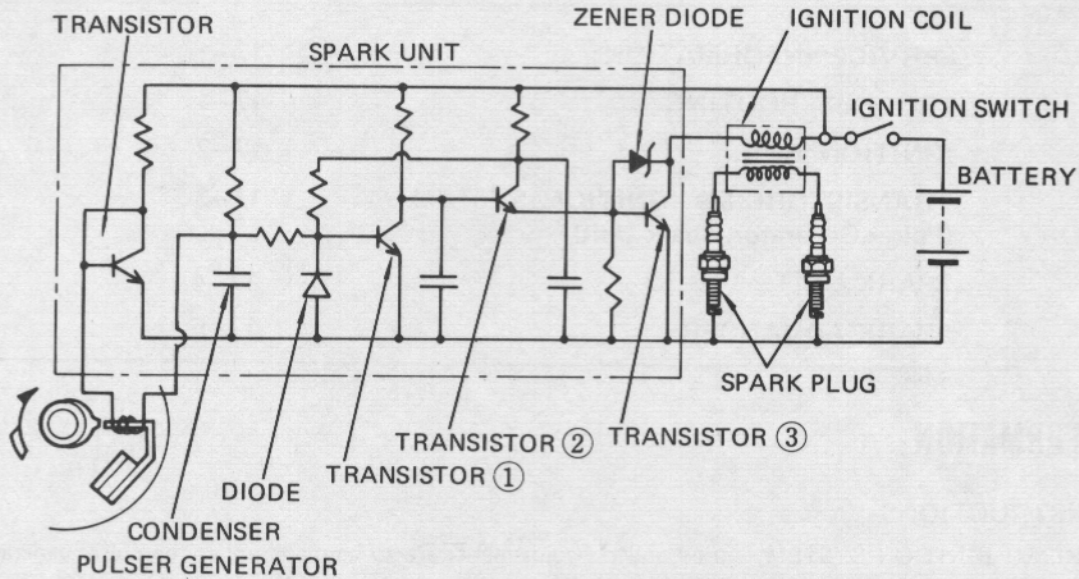 ZENER DIODE
IGNITION COIL
TRANSISTOR
SPARK UNIT
IGNITION SWITCH
BATTERY
SPARK PLUG
TRANSISTOR ②
TRANSISTOR ③
TRANSISTOR ①
DIODE
CONDENSER
PULSER GENERATOR